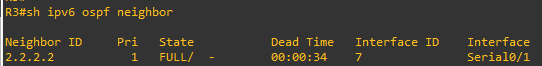 R3#sh ipv6 ospf neighbor
Neighbor ID     Pri   State           Dead Time   Interface ID    Interface
2.2.2.2           1   FULL/  -        00:00:34    7               Serial0/1